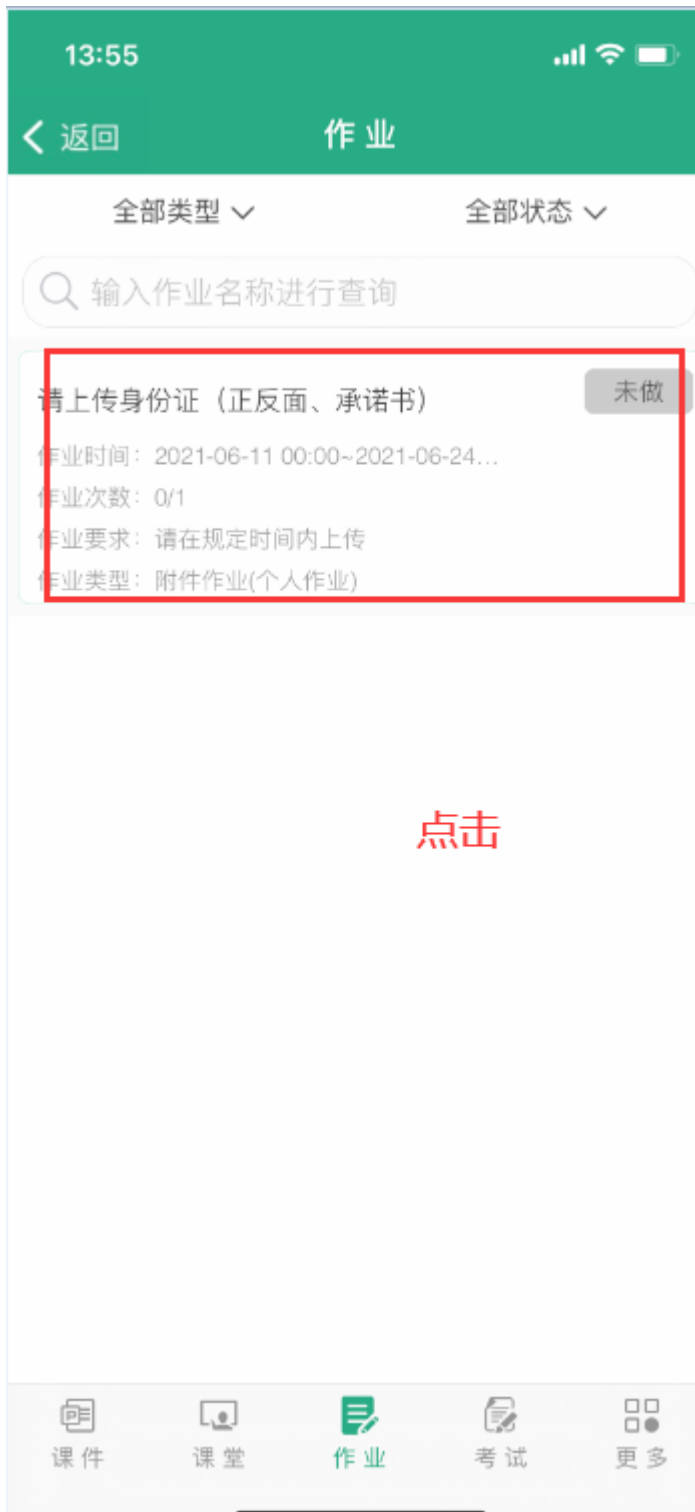 13:55
返回
作业
全部类型
全部状态
输入作业名称进行查询
请上传身份证（正反面、承诺书）
未做
作业时间：2021-06-11 00:00~2021-06-24...
作业次数：0/1
作业要求：请在规定时间内上传
作业类型：附件作业(个人作业)
点击
课件
课堂
作业
考试
更多